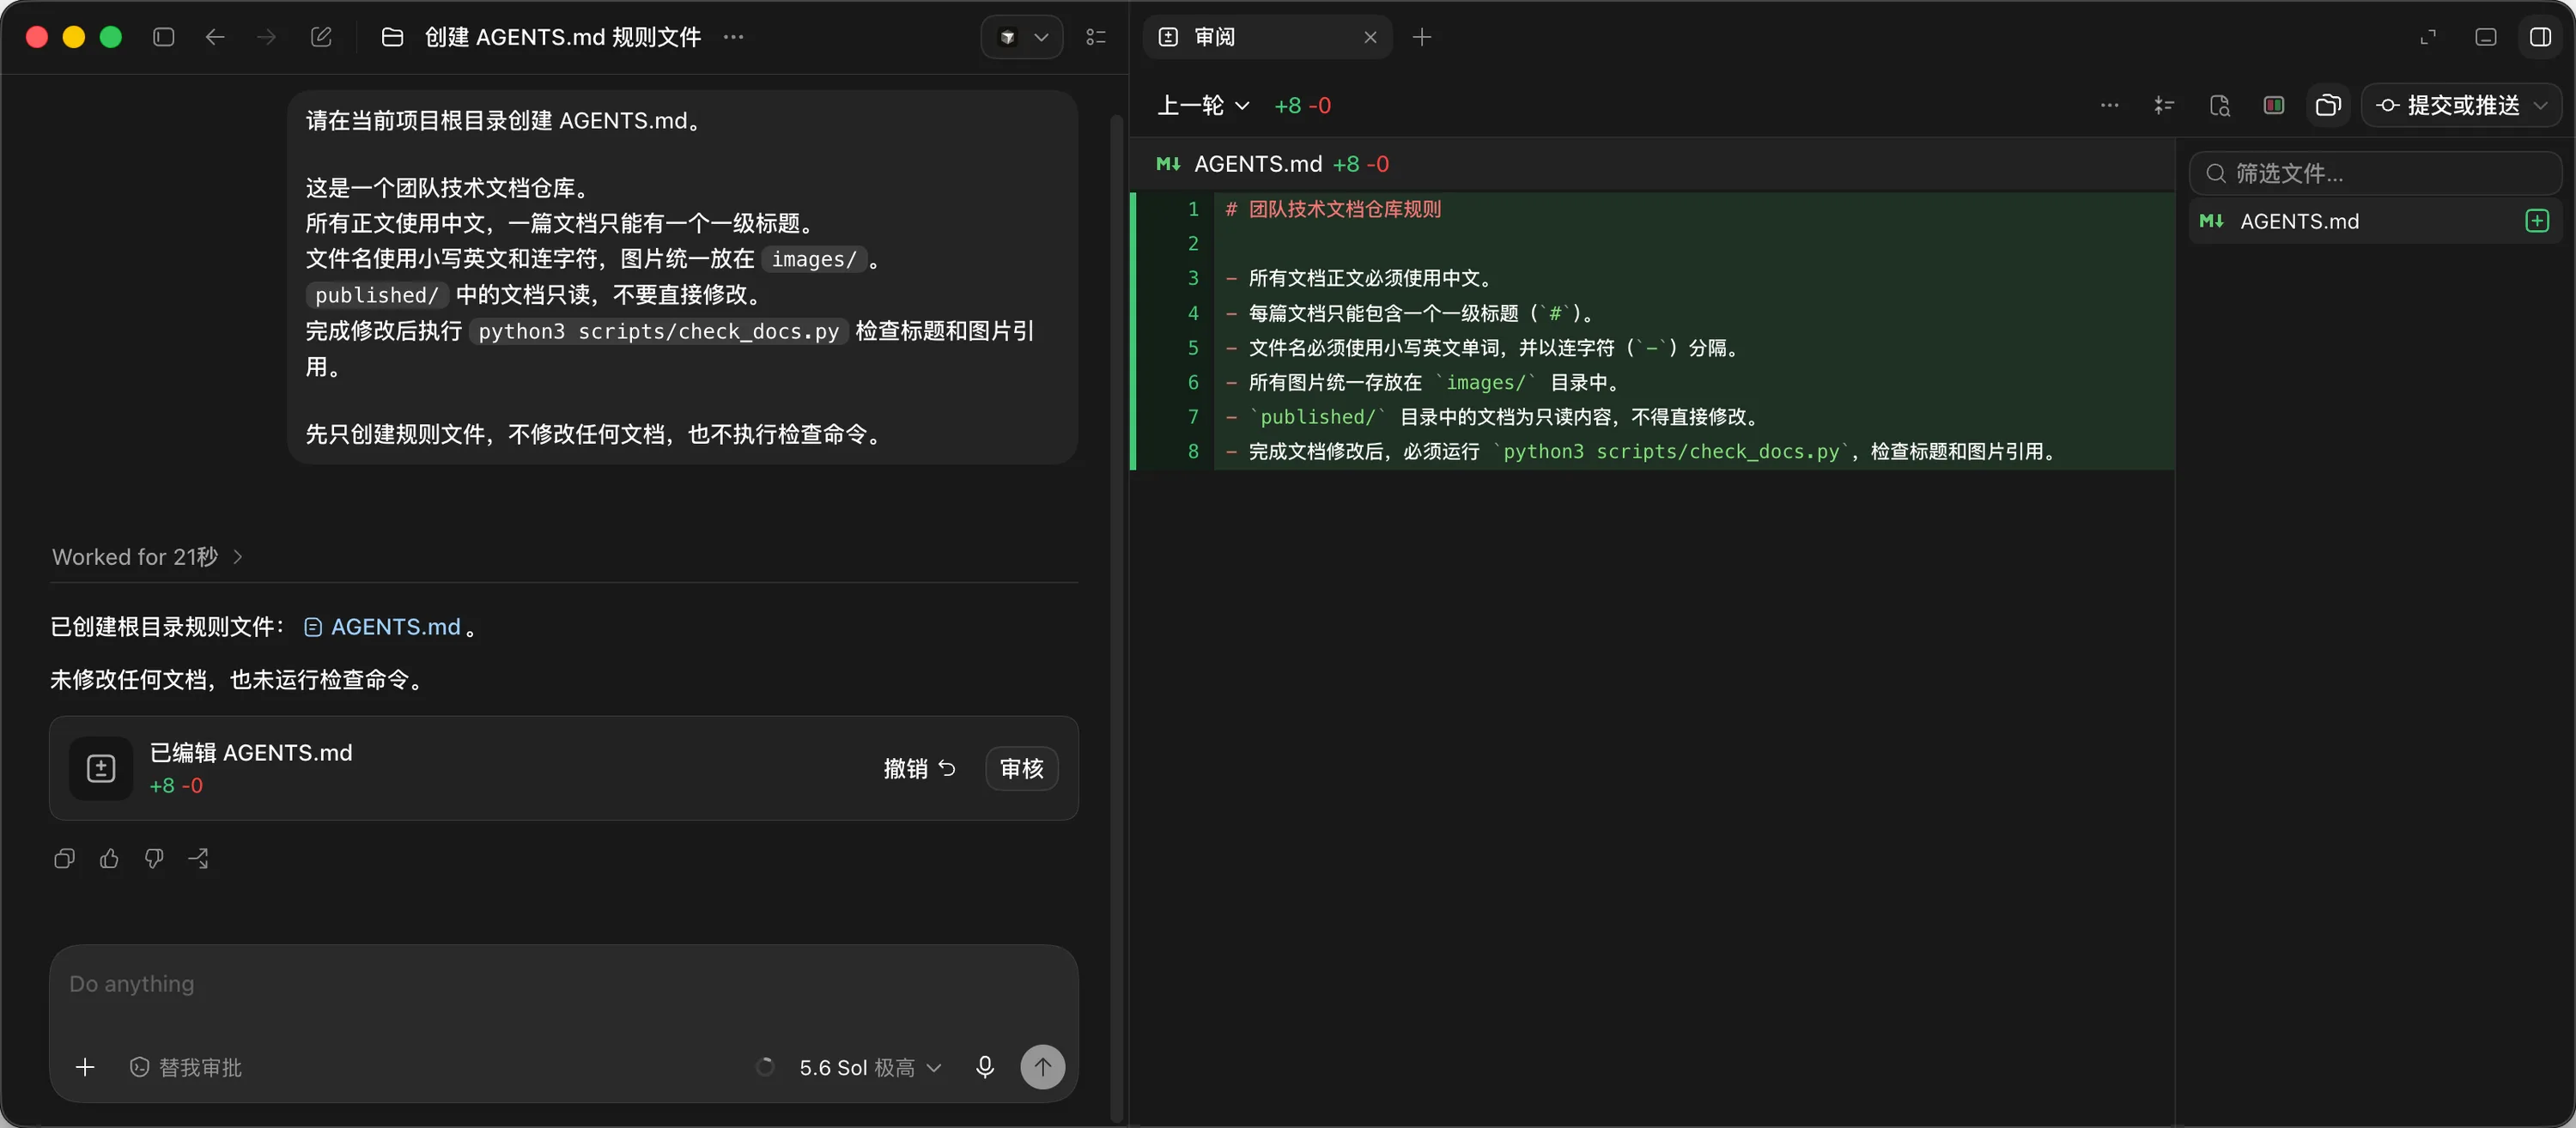 创建 AGENTS.md 规则文件
请在当前项目根目录创建 AGENTS.md。
这是一个团队技术文档仓库。
所有正文使用中文，一篇文档只能有一个一级标题。
文件名使用小写英文和连字符，图片统一放在 images/ 。
published/ 中的文档只读，不要直接修改。
完成修改后执行 python3 scripts/check_docs.py 检查标题和图片引
用。
先只创建规则文件，不修改任何文档，也不执行检查命令。
Worked for 21秒
已创建根目录规则文件： AGENTS.md 。
未修改任何文档，也未运行检查命令。
已编辑 AGENTS.md
+8 -0
撤销
审核
Do anything
替我审批
5.6 Sol 极高
审阅
上一轮 +8 -0
提交或推送
M↓ AGENTS.md +8 -0
1 # 团队技术文档仓库规则
2
3 - 所有文档正文必须使用中文。
4 - 每篇文档只能包含一个一级标题（`#`）。
5 - 文件名必须使用小写英文单词，并以连字符（`-`）分隔。
6 - 所有图片统一存放在 `images/` 目录中。
7 - `published/` 目录中的文档为只读内容，不得直接修改。
8 - 完成文档修改后，必须运行 `python3 scripts/check_docs.py`，检查标题和图片引用。
筛选文件...
M↓ AGENTS.md